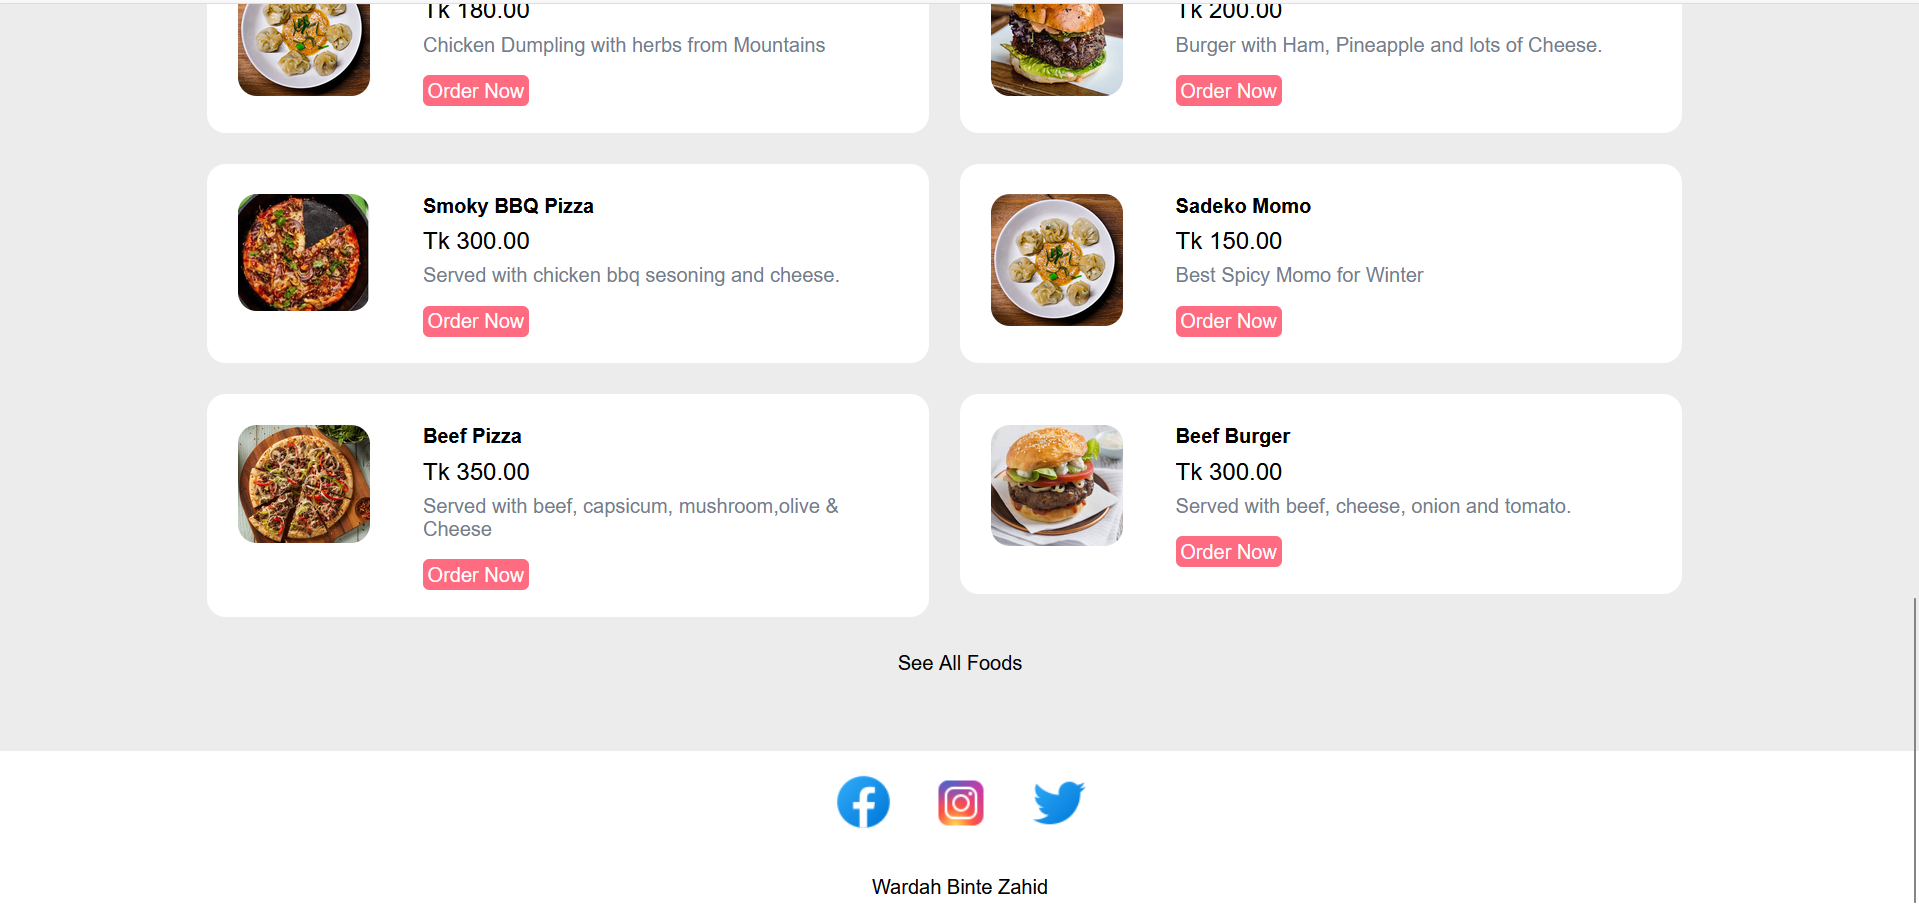 Tk 180.00
Chicken Dumpling with herbs from Mountains
Order Now
Tk 200.00
Burger with Ham, Pineapple and lots of Cheese.
Order Now
Smoky BBQ Pizza
Tk 300.00
Served with chicken bbq sesoning and cheese.
Order Now
Sadeko Momo
Tk 150.00
Best Spicy Momo for Winter
Order Now
Beef Pizza
Tk 350.00
Served with beef, capsicum, mushroom,olive &
Cheese
Order Now
Beef Burger
Tk 300.00
Served with beef, cheese, onion and tomato.
Order Now
See All Foods
Wardah Binte Zahid